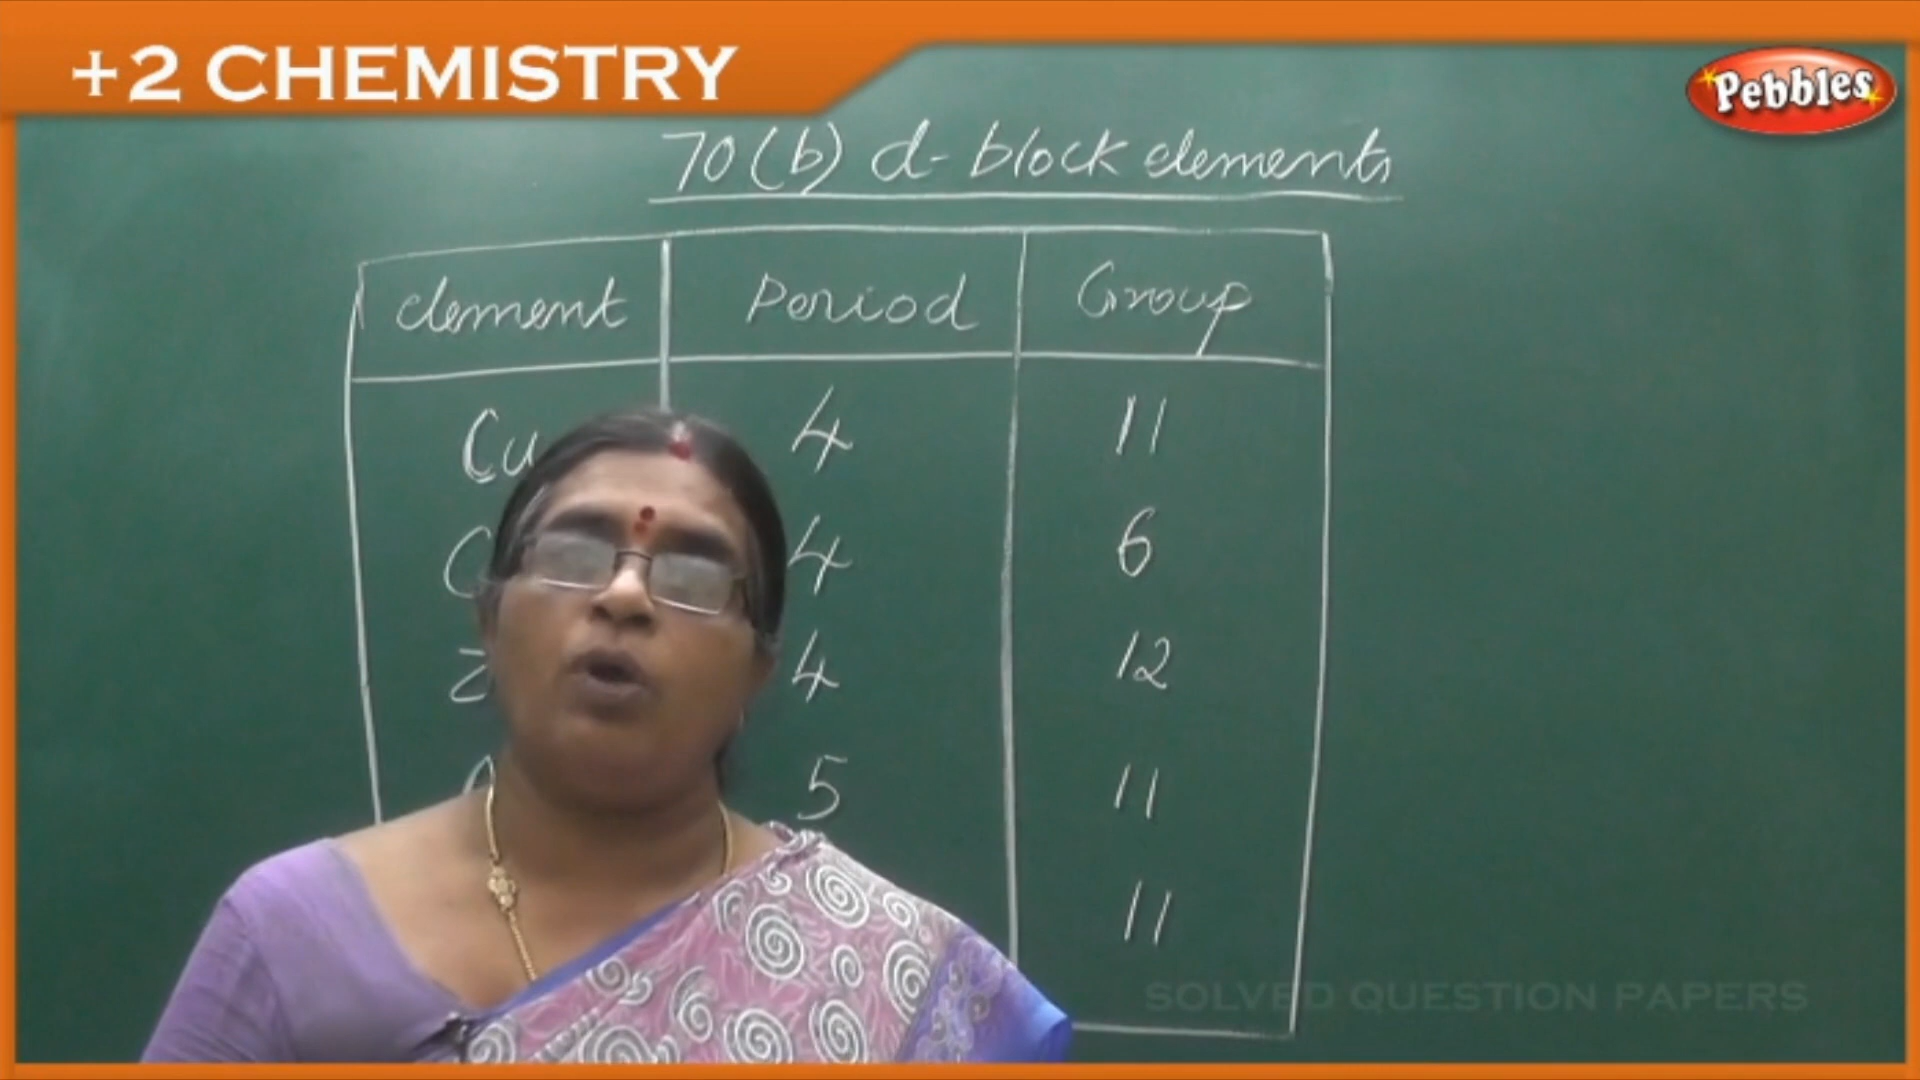 +2 CHEMISTRY
Pebbles
70(b) d-block elements
element Period Group
Cu 4 11
4 6
4 12
5 11
11
SOLVED QUESTION PAPERS